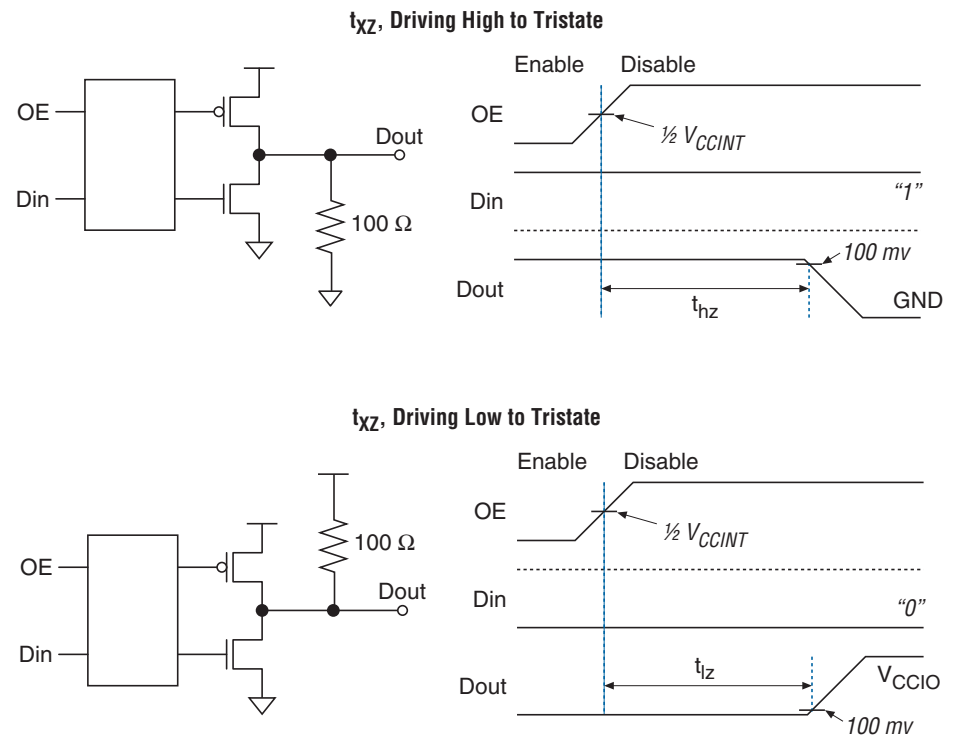 tXZ, Driving High to Tristate
Enable Disable
OE
OE
½ VCCINT
Dout
Din
Din
"1"
100 Ω
100 mv
Dout
GND
thz
tXZ, Driving Low to Tristate
Enable Disable
OE
½ VCCINT
100 Ω
OE
Dout
Din
"0"
Din
tlz
VCCIO
Dout
100 mv